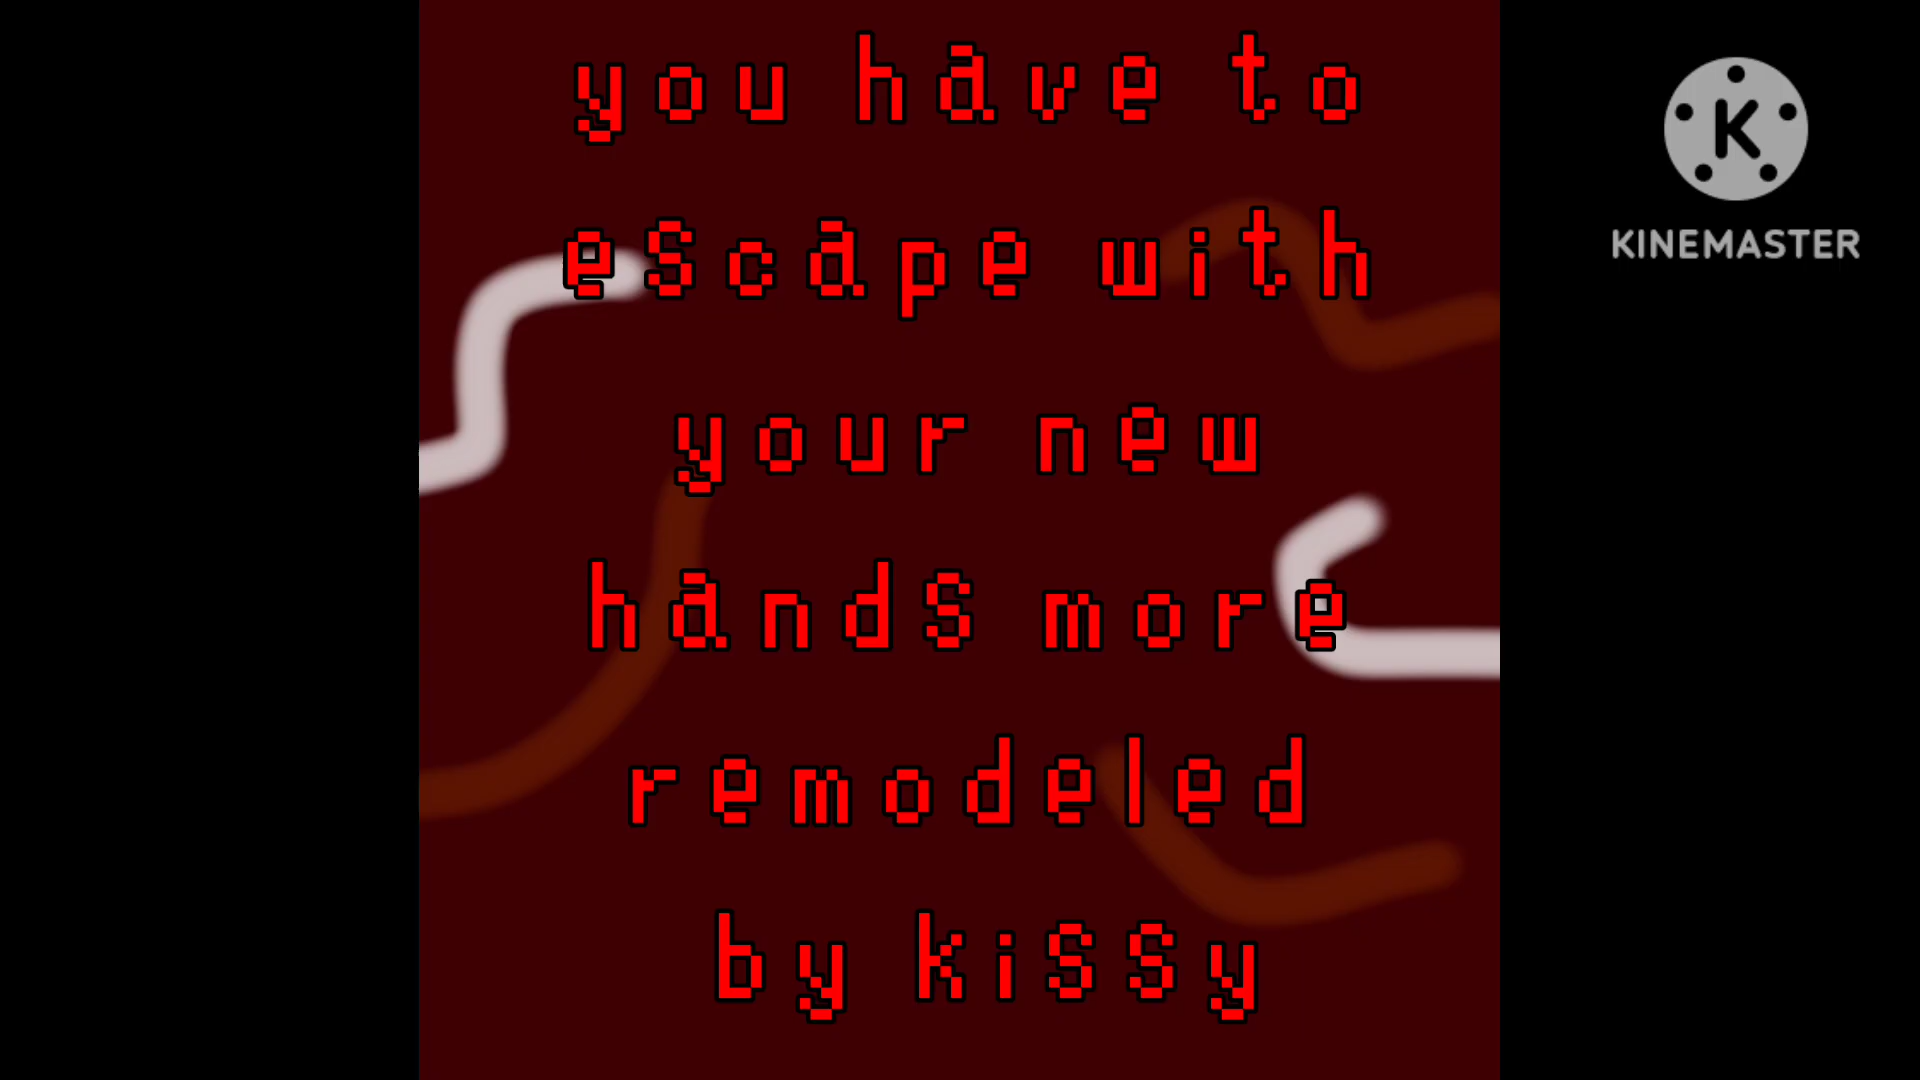 you have to
escape with
your new
hands more
remodeled
by kissy
K
KINEMASTER